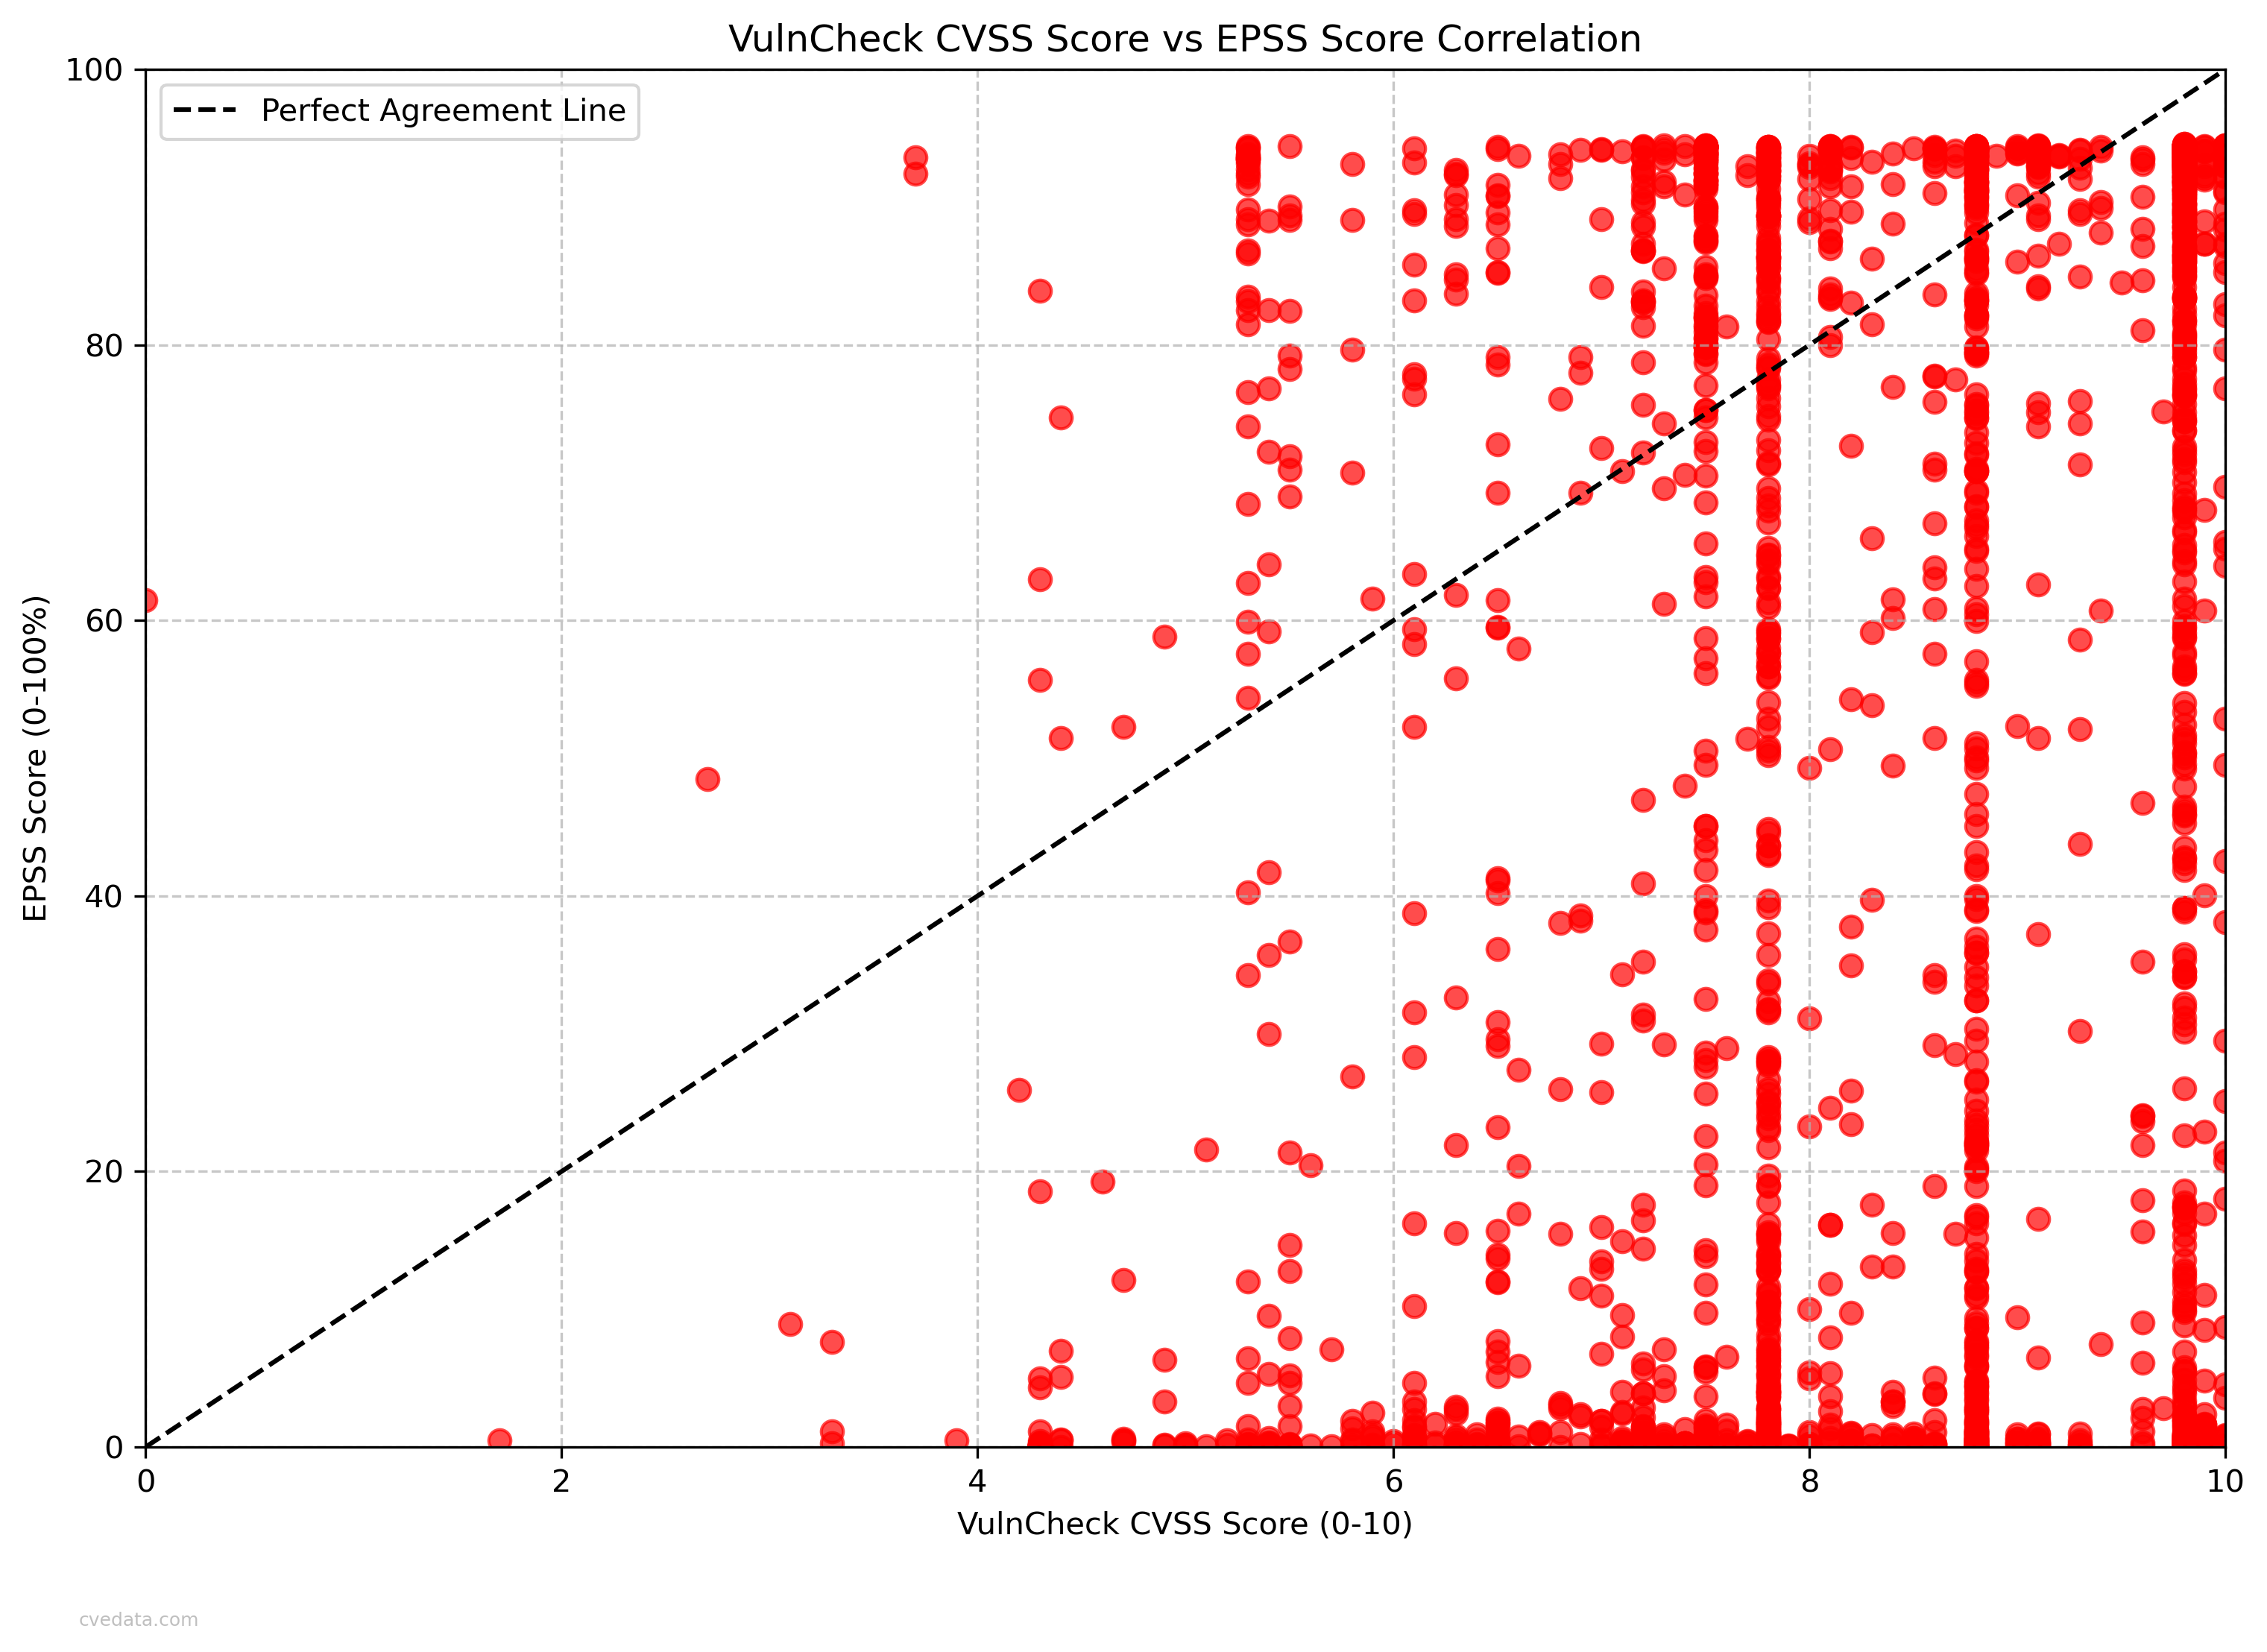 VulnCheck CVSS Score vs EPSS Score Correlation
Perfect Agreement Line
100
80
60
40
20
0
EPSS Score (0-100%)
0 2 4 6 8 10
VulnCheck CVSS Score (0-10)
cvedata.com